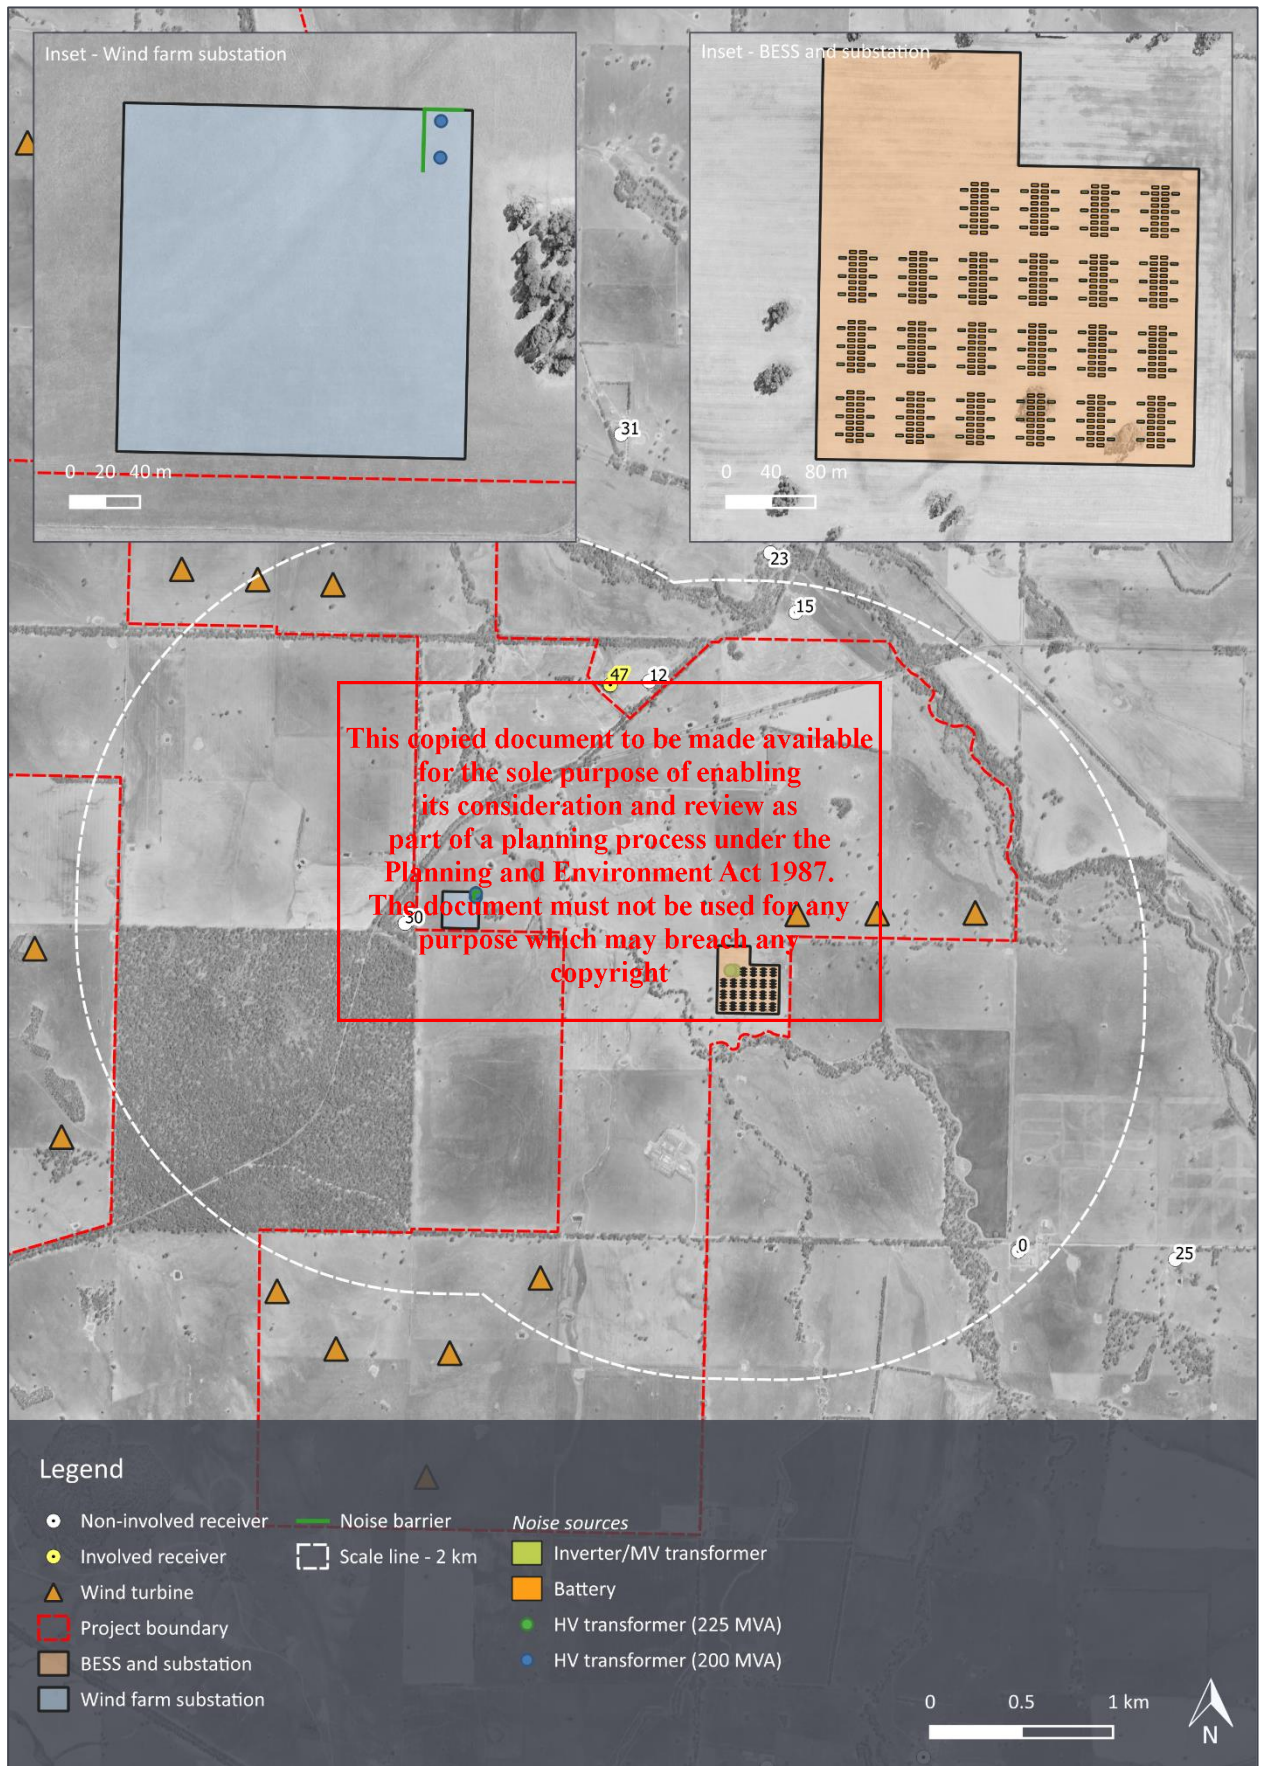 Inset - Wind farm substation
0 20 40 m
Inset - BESS and substation
0 40 80 m
31
23
15
47
12
This copied document to be made available
for the sole purpose of enabling
its consideration and review as
part of a planning process under the
Planning and Environment Act 1987.
The document must not be used for any
purpose which may breach any
copyright
30
0
25
Legend
Non-involved receiver
Involved receiver
Wind turbine
Project boundary
BESS and substation
Wind farm substation
Noise barrier
Scale line - 2 km
Noise sources
Inverter/MV transformer
Battery
HV transformer (225 MVA)
HV transformer (200 MVA)
0 0.5 1 km
N